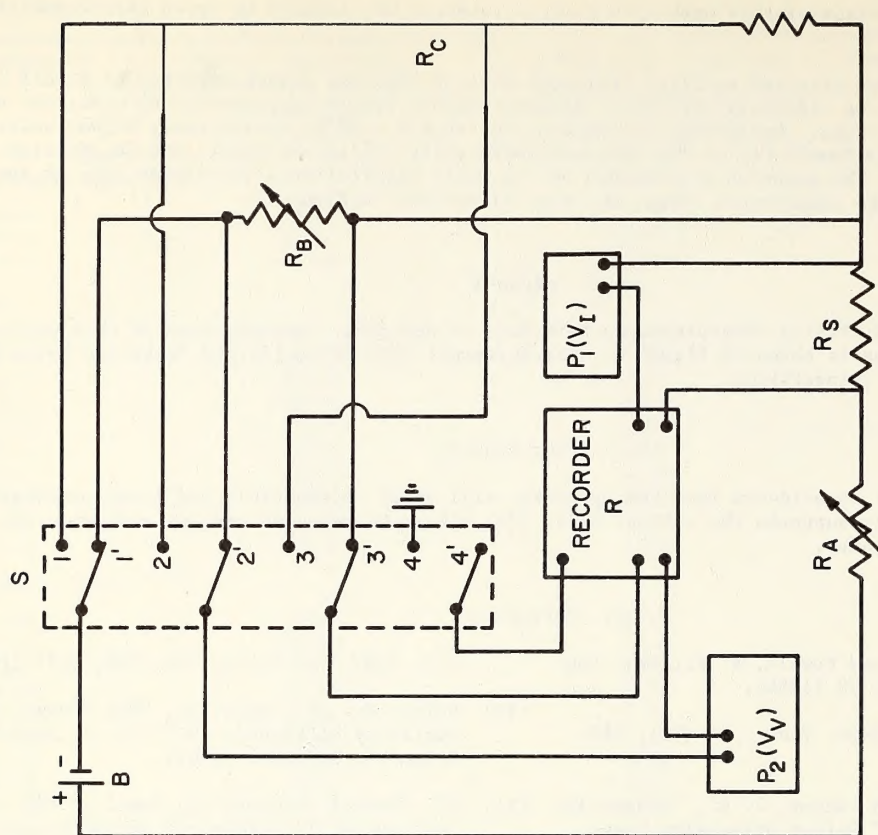 S
1
1'
2
2'
3
3'
4
4'
R_C
R_B
+ -
B
P_1(V_I)
RECORDER
R
P_2(V_V)
R_S
R_A